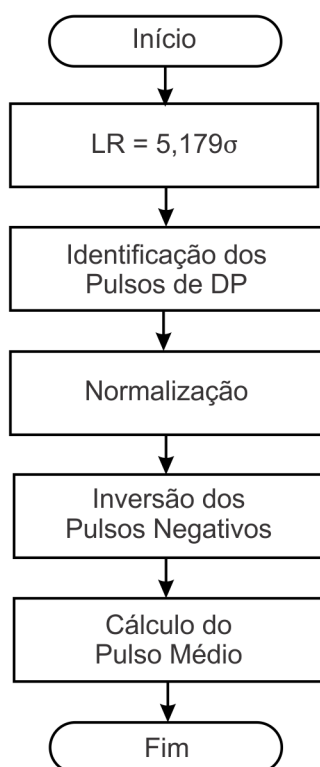 Início
LR = 5,179σ
Identificação dos
Pulsos de DP
Normalização
Inversão dos
Pulsos Negativos
Cálculo do
Pulso Médio
Fim